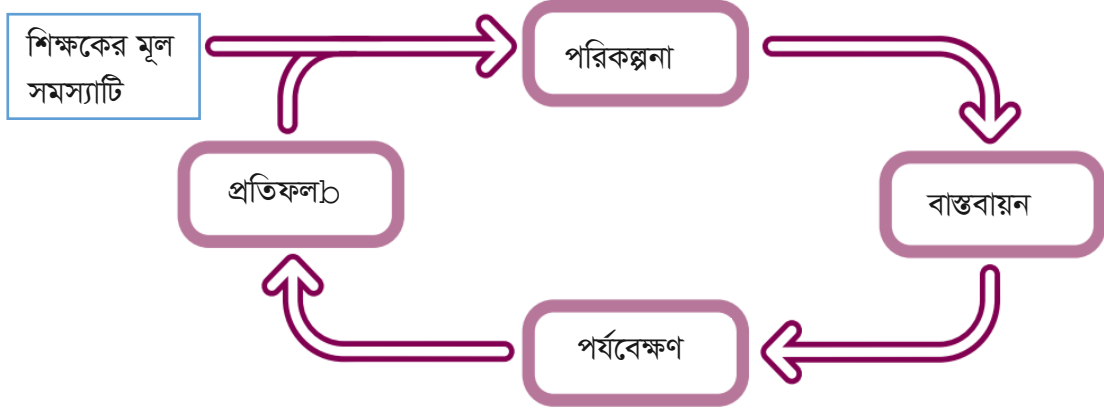 শিক্ষকের মূল
সমস্যাটি
পরিকল্পনা
বাস্তবায়ন
পর্যবেক্ষণ
প্রতিফলb